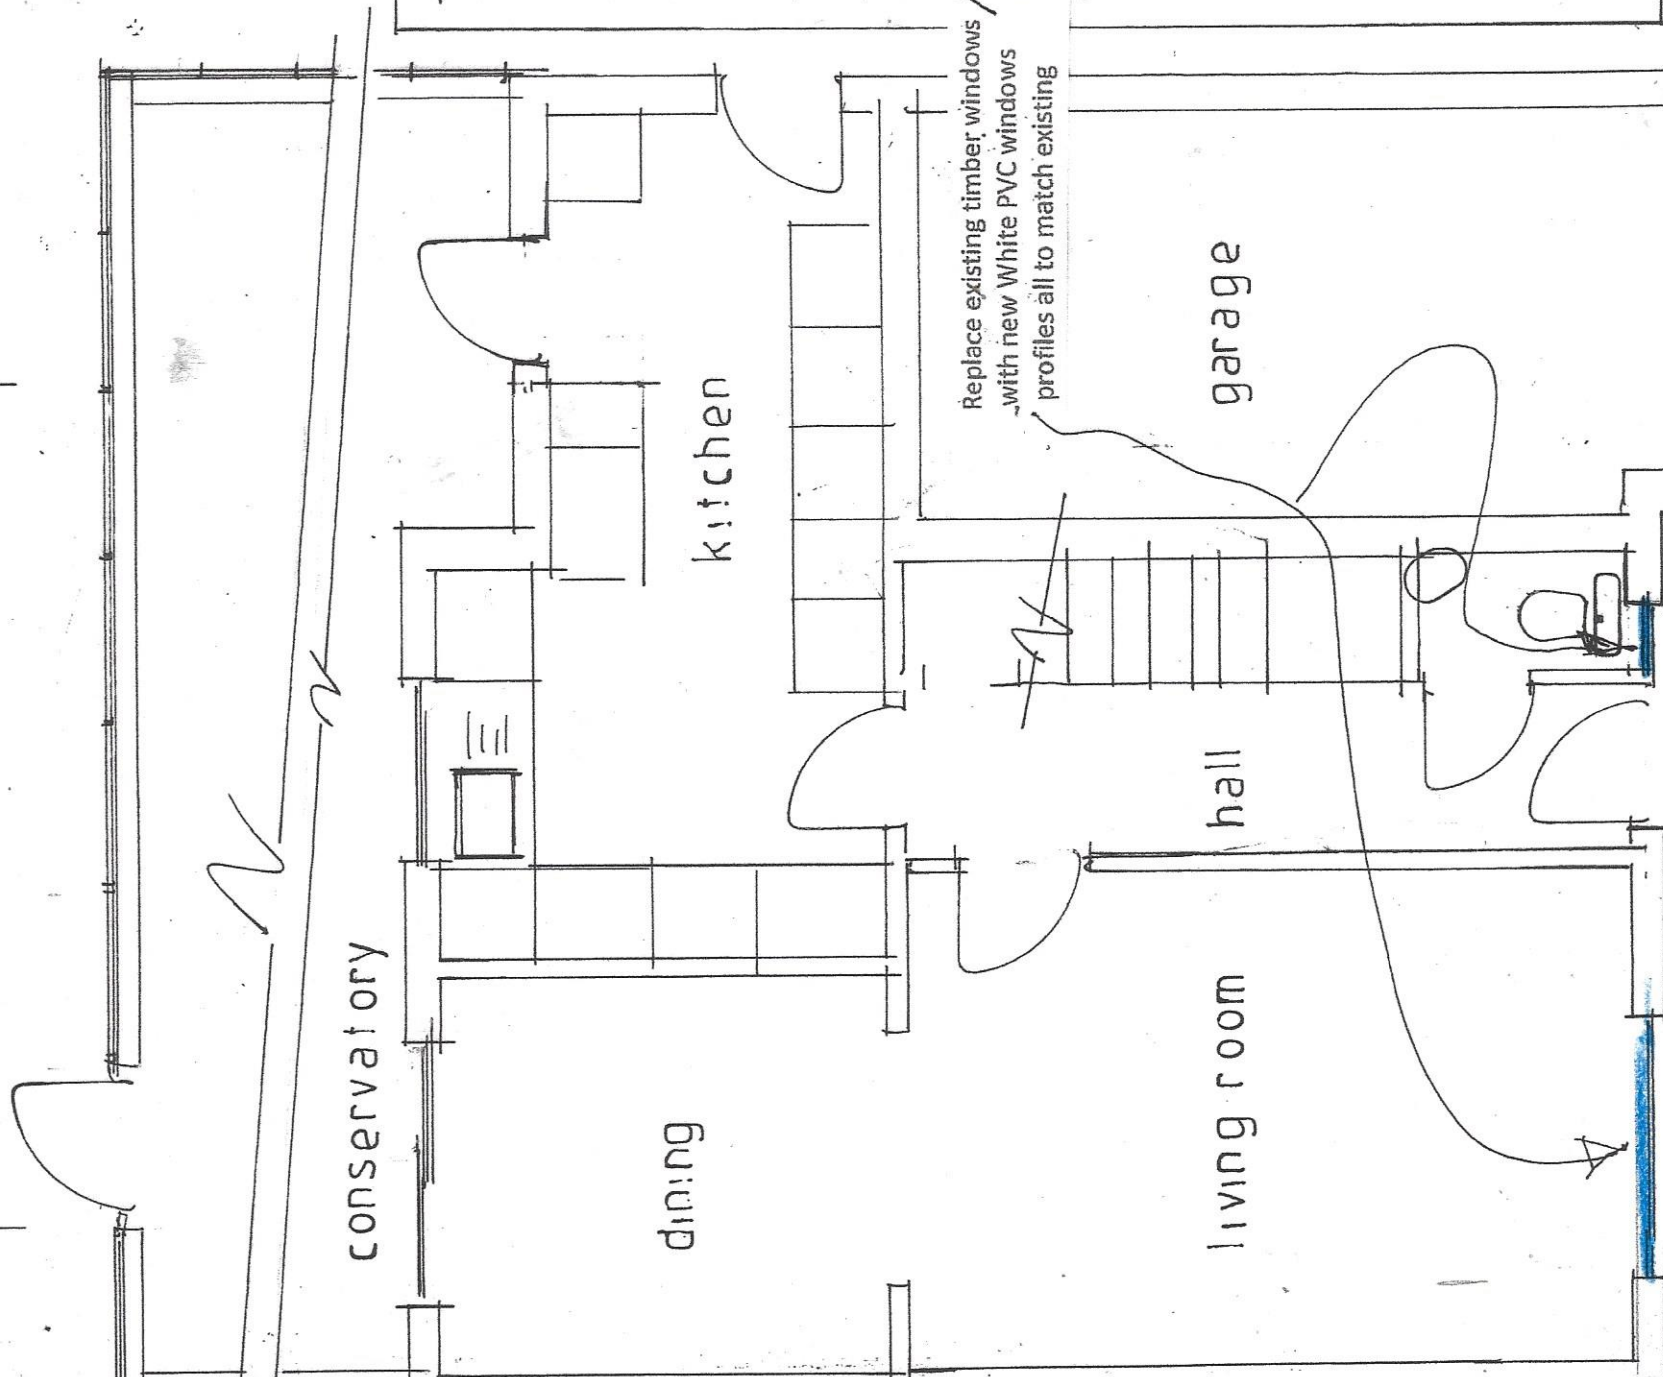 Replace existing timber windows
with new White PVC windows
profiles all to match existing
conservatory
kitchen
dining
garage
hall
living room